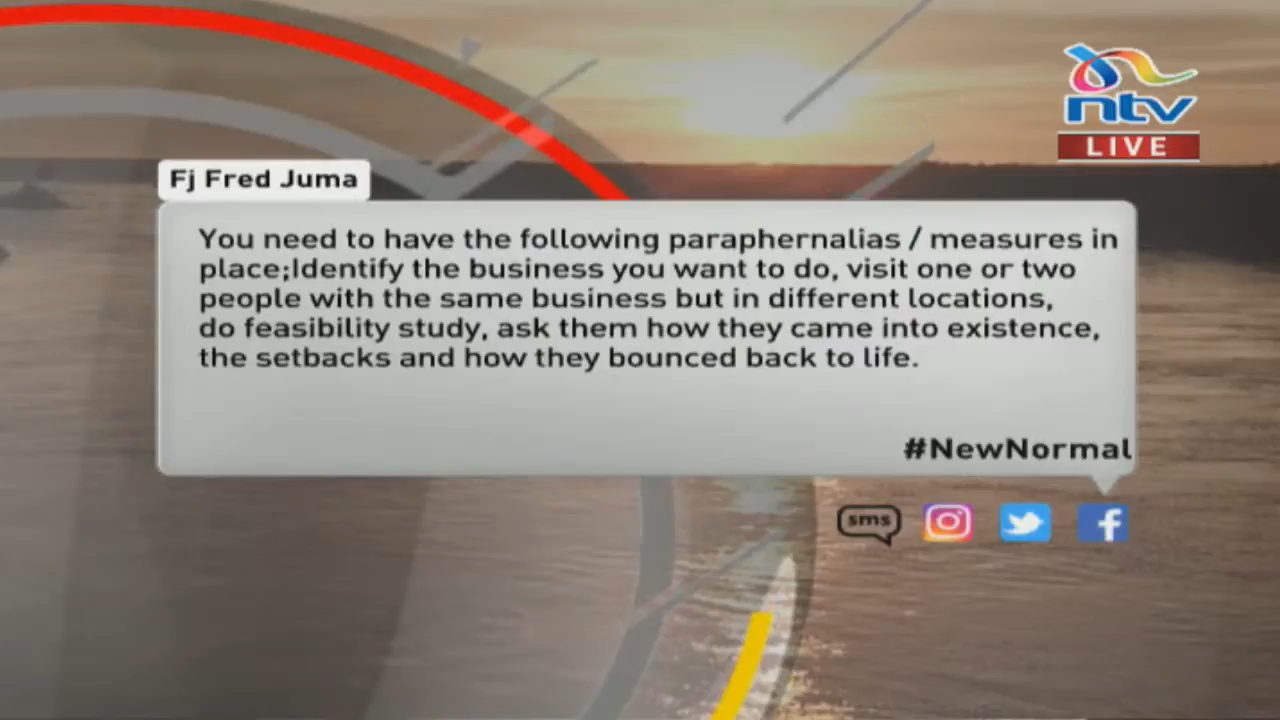 ntv
LIVE
Fj Fred Juma
You need to have the following paraphernalias / measures in
place;Identify the business you want to do, visit one or two
people with the same business but in different locations,
do feasibility study, ask them how they came into existence,
the setbacks and how they bounced back to life.
#NewNormal
sms